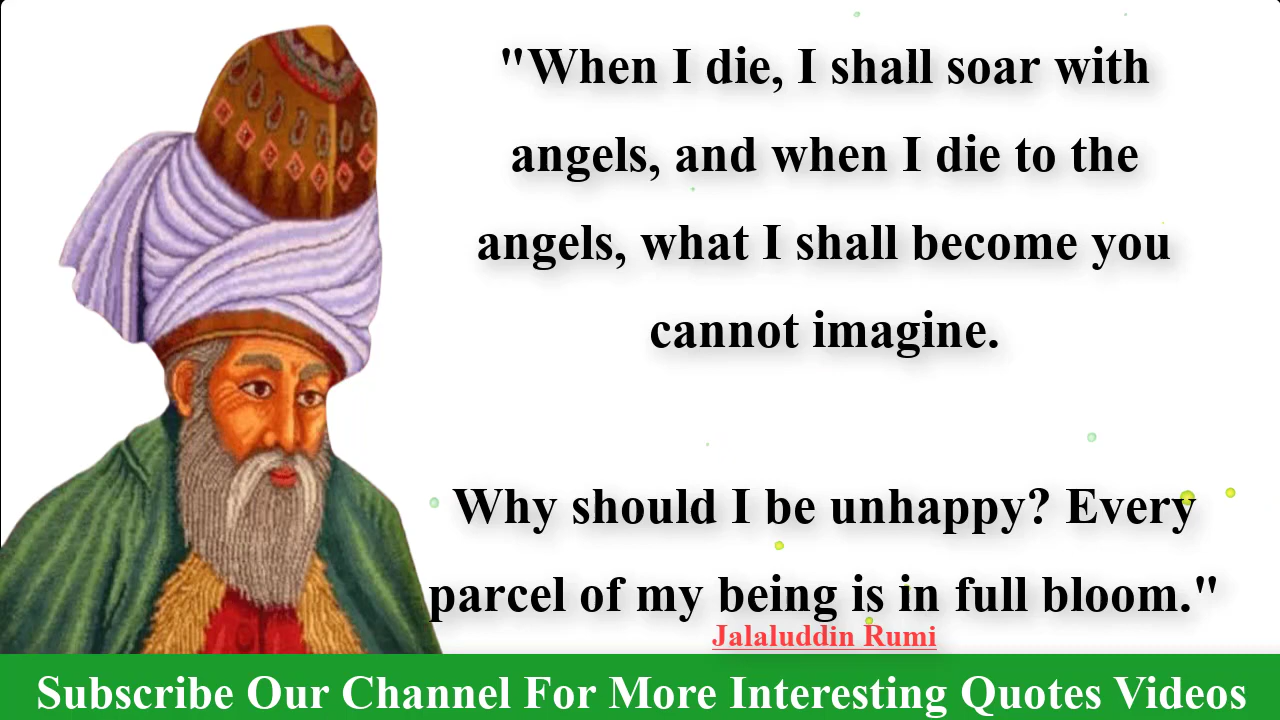 "When I die, I shall soar with
angels, and when I die to the
angels, what I shall become you
cannot imagine.
Why should I be unhappy? Every
parcel of my being is in full bloom."
Jalaluddin Rumi
Subscribe Our Channel For More Interesting Quotes Videos